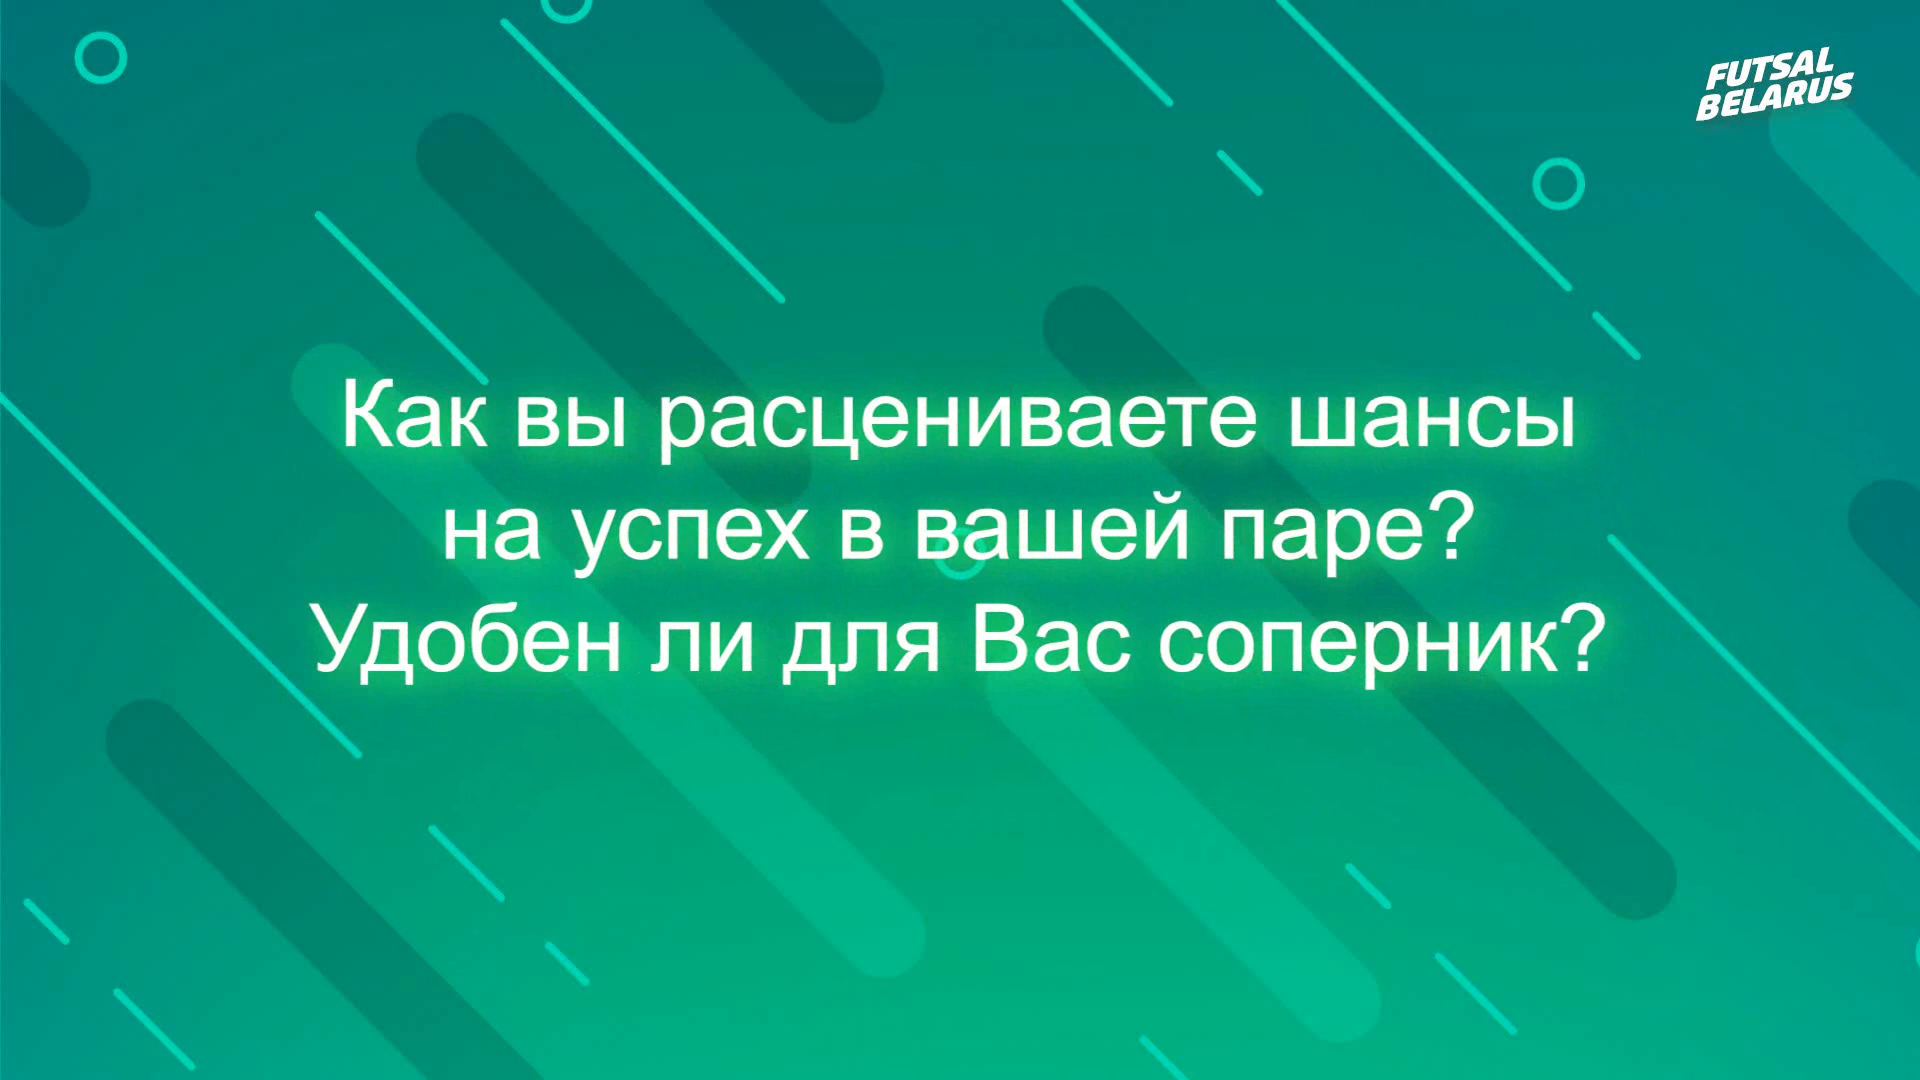 FUTSAL
BELARUS
Как вы расцениваете шансы
на успех в вашей паре?
Удобен ли для Вас соперник?